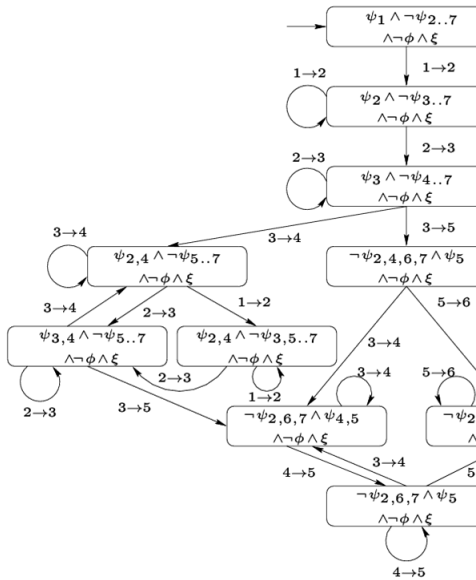 ψ₁ ∧ ¬ψ₂..₇
∧¬ϕ∧ξ
1→2
1→2
ψ₂ ∧ ¬ψ₃..₇
∧¬ϕ∧ξ
2→3
2→3
ψ₃ ∧ ¬ψ₄..₇
∧¬ϕ∧ξ
3→4
3→4
3→5
ψ₂,₄ ∧ ¬ψ₅..₇
∧¬ϕ∧ξ
¬ψ₂,₄,₆,₇ ∧ ψ₅
∧¬ϕ∧ξ
3→4
2→3
1→2
5→6
ψ₃,₄ ∧ ¬ψ₅..₇
∧¬ϕ∧ξ
ψ₂,₄ ∧ ¬ψ₃,₅..₇
∧¬ϕ∧ξ
3→4
2→3
2→3
1→2
3→4
5→6
3→5
¬ψ₂,₆,₇ ∧ ψ₄,₅
∧¬ϕ∧ξ
¬ψ₂
∧
4→5
3→4
5
¬ψ₂,₆,₇ ∧ ψ₅
∧¬ϕ∧ξ
4→5